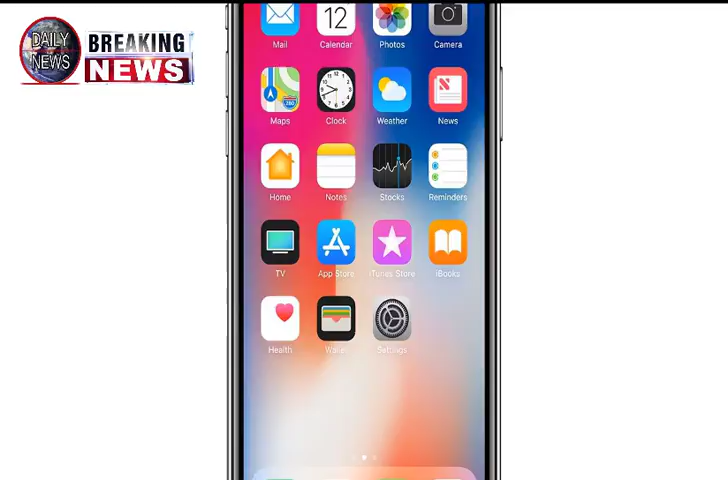 DAILY
NEWS
BREAKING
NEWS
12
Mail Calendar Photos Camera
280
Maps Clock Weather News
Home Notes Stocks Reminders
TV App Store iTunes Store iBooks
Health Wallet Settings